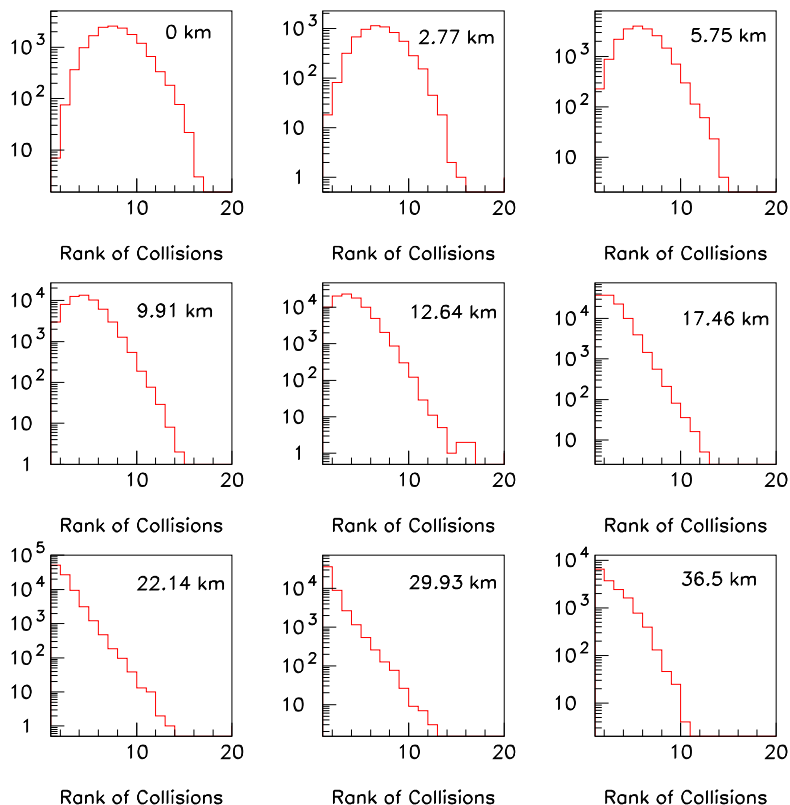 10³ 10² 10 0 km 10 20 Rank of Collisions
10³ 10² 10 1 2.77 km 10 20 Rank of Collisions
10³ 10² 10 5.75 km 10 20 Rank of Collisions
10⁴ 10³ 10² 10 1 9.91 km 10 20 Rank of Collisions
10⁴ 10³ 10² 10 1 12.64 km 10 20 Rank of Collisions
10⁴ 10³ 10² 10 17.46 km 10 20 Rank of Collisions
10⁵ 10⁴ 10³ 10² 10 1 22.14 km 10 20 Rank of Collisions
10⁴ 10³ 10² 10 29.93 km 10 20 Rank of Collisions
10⁴ 10³ 10² 10 36.5 km 10 20 Rank of Collisions